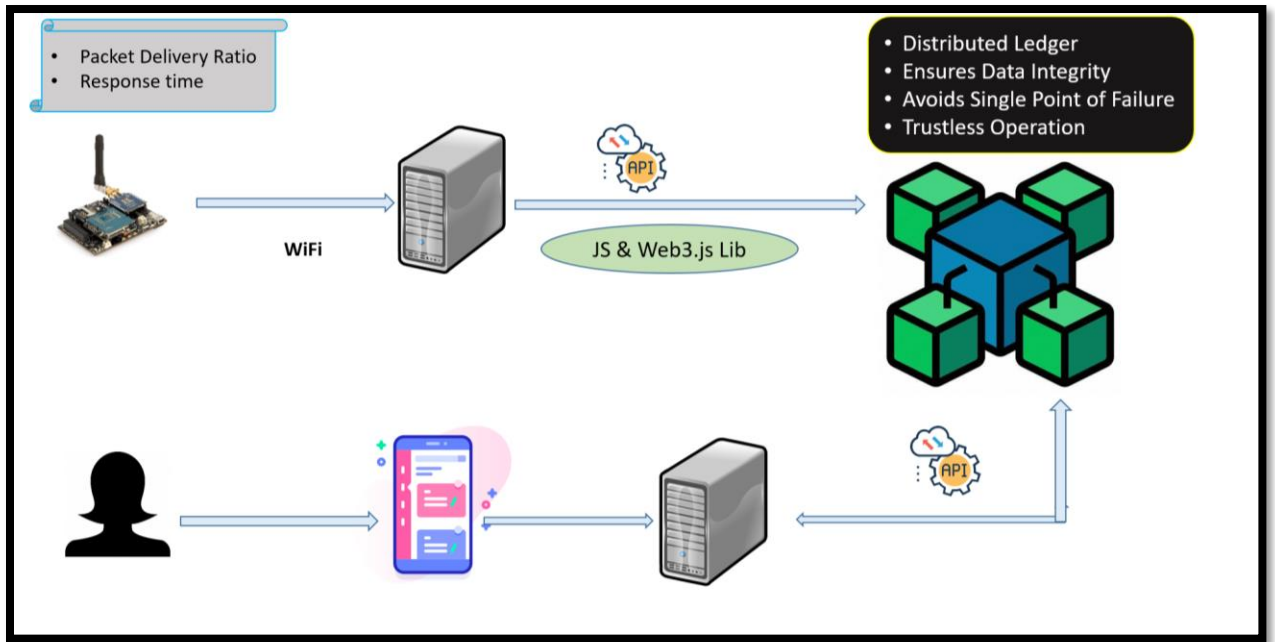 • Packet Delivery Ratio
• Response time
• Distributed Ledger
• Ensures Data Integrity
• Avoids Single Point of Failure
• Trustless Operation
API
WiFi
JS & Web3.js Lib
API